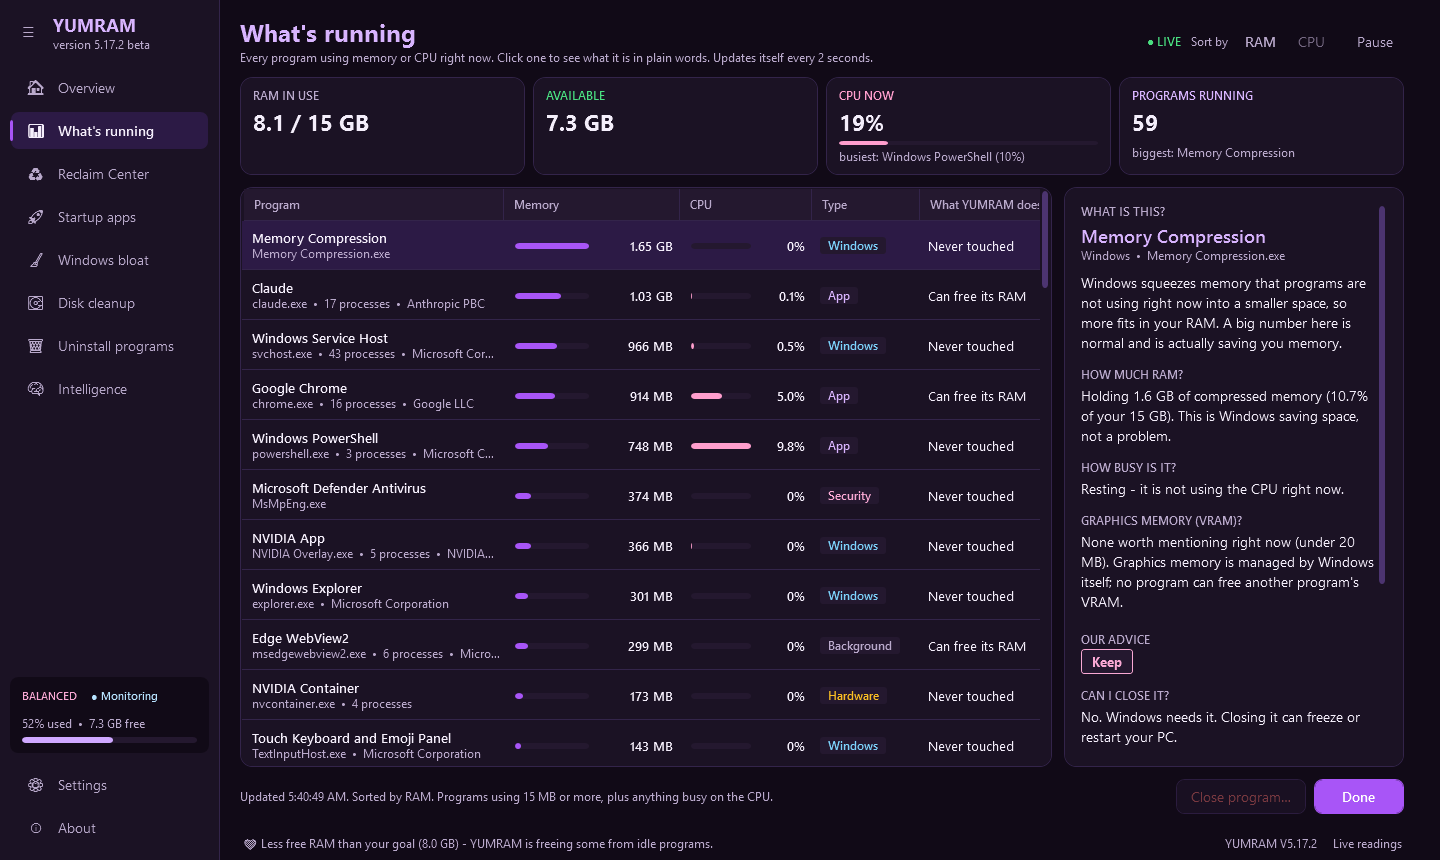 YUMRAM
version 5.17.2 beta
Overview
What's running
Reclaim Center
Startup apps
Windows bloat
Disk cleanup
Uninstall programs
Intelligence
BALANCED • Monitoring
52% used • 7.3 GB free
Settings
About
What's running
Every program using memory or CPU right now. Click one to see what it is in plain words. Updates itself every 2 seconds.
• LIVE Sort by RAM CPU Pause
RAM IN USE
8.1 / 15 GB
AVAILABLE
7.3 GB
CPU NOW
19%
busiest: Windows PowerShell (10%)
PROGRAMS RUNNING
59
biggest: Memory Compression
Program Memory CPU Type What YUMRAM does
Memory Compression
Memory Compression.exe
1.65 GB 0% Windows Never touched
Claude
claude.exe • 17 processes • Anthropic PBC
1.03 GB 0.1% App Can free its RAM
Windows Service Host
svchost.exe • 43 processes • Microsoft Cor...
966 MB 0.5% Windows Never touched
Google Chrome
chrome.exe • 16 processes • Google LLC
914 MB 5.0% App Can free its RAM
Windows PowerShell
powershell.exe • 3 processes • Microsoft C...
748 MB 9.8% App Never touched
Microsoft Defender Antivirus
MsMpEng.exe
374 MB 0% Security Never touched
NVIDIA App
NVIDIA Overlay.exe • 5 processes • NVIDIA...
366 MB 0% Windows Never touched
Windows Explorer
explorer.exe • Microsoft Corporation
301 MB 0% Windows Never touched
Edge WebView2
msedgewebview2.exe • 6 processes • Micro...
299 MB 0% Background Can free its RAM
NVIDIA Container
nvcontainer.exe • 4 processes
173 MB 0% Hardware Never touched
Touch Keyboard and Emoji Panel
TextInputHost.exe • Microsoft Corporation
143 MB 0% Windows Never touched
WHAT IS THIS?
Memory Compression
Windows • Memory Compression.exe
Windows squeezes memory that programs are
not using right now into a smaller space, so
more fits in your RAM. A big number here is
normal and is actually saving you memory.
HOW MUCH RAM?
Holding 1.6 GB of compressed memory (10.7%
of your 15 GB). This is Windows saving space,
not a problem.
HOW BUSY IS IT?
Resting - it is not using the CPU right now.
GRAPHICS MEMORY (VRAM)?
None worth mentioning right now (under 20
MB). Graphics memory is managed by Windows
itself; no program can free another program's
VRAM.
OUR ADVICE
Keep
CAN I CLOSE IT?
No. Windows needs it. Closing it can freeze or
restart your PC.
Updated 5:40:49 AM. Sorted by RAM. Programs using 15 MB or more, plus anything busy on the CPU.
Close program... Done
Less free RAM than your goal (8.0 GB) - YUMRAM is freeing some from idle programs.
YUMRAM V5.17.2 Live readings